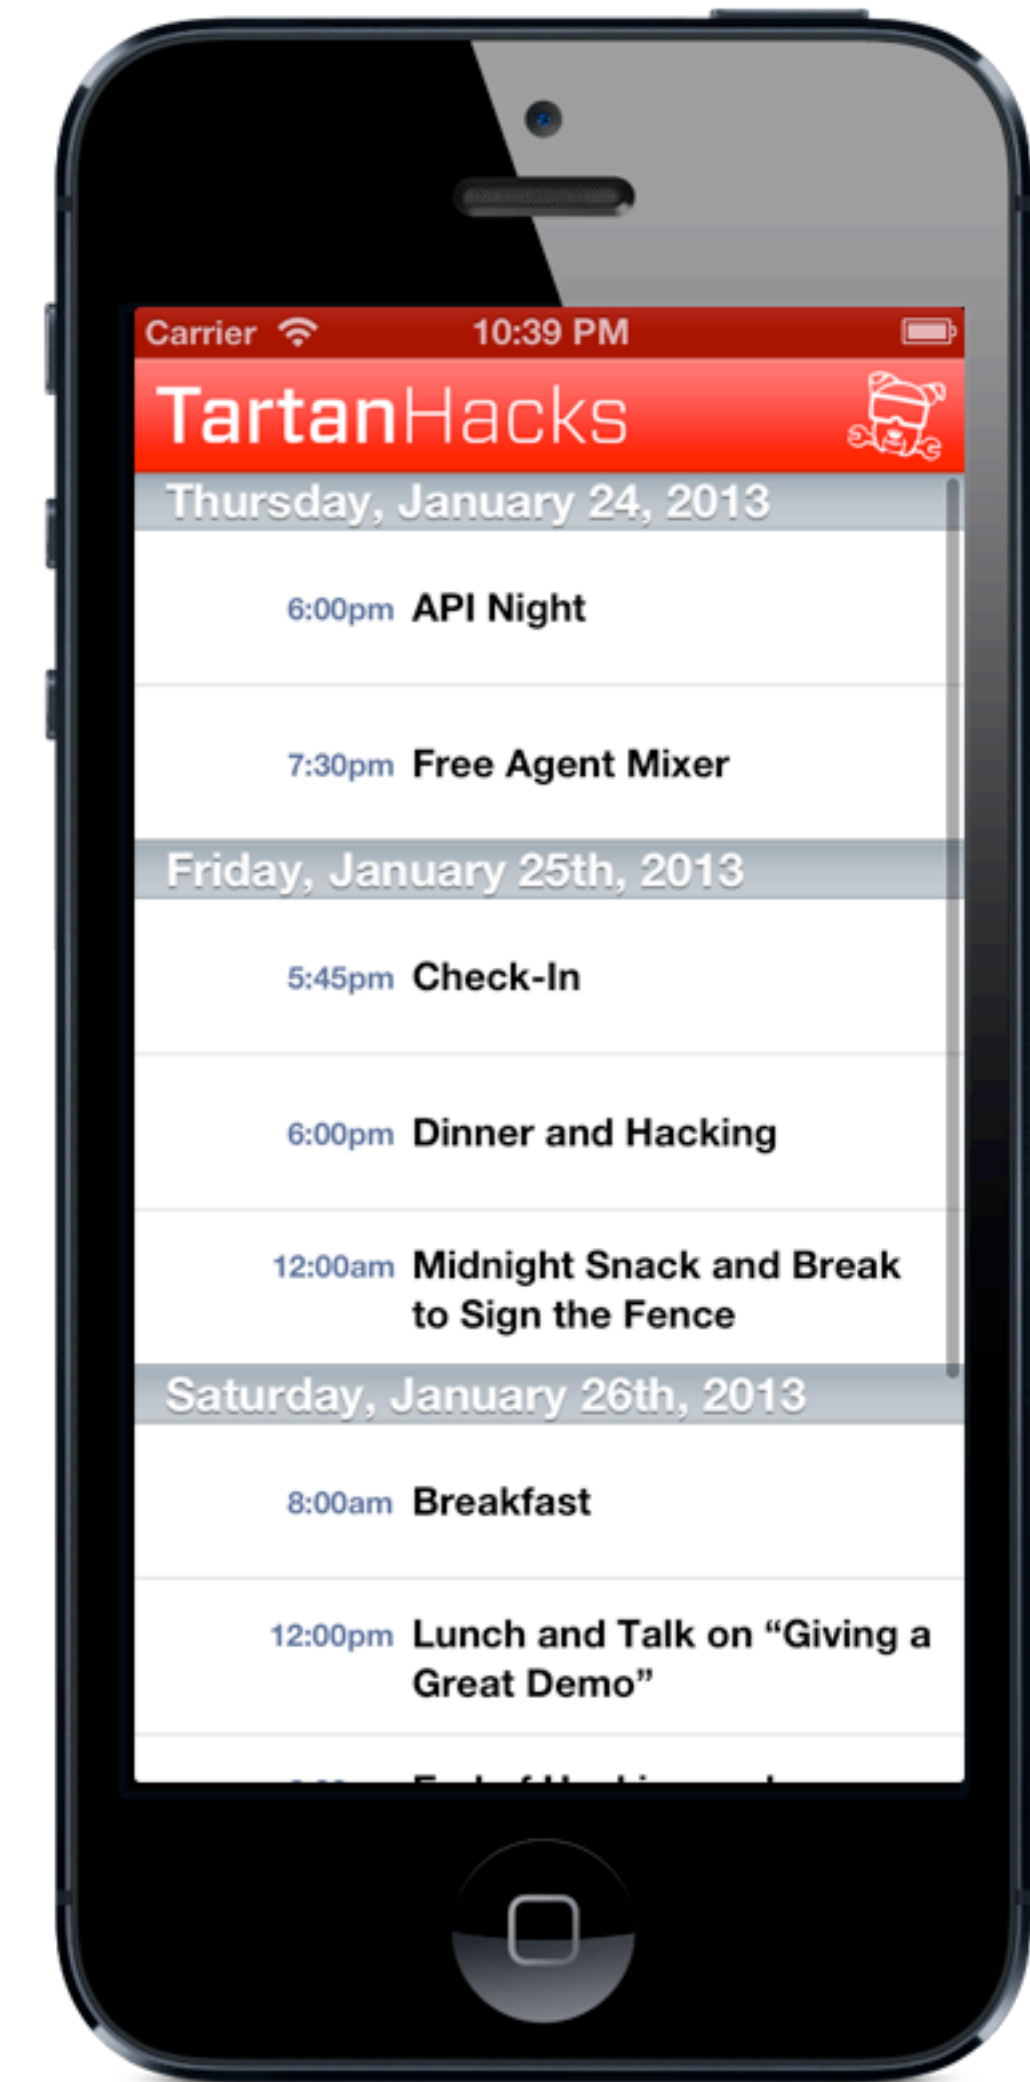 Carrier 10:39 PM
TartanHacks
Thursday, January 24, 2013
6:00pm API Night
7:30pm Free Agent Mixer
Friday, January 25th, 2013
5:45pm Check-In
6:00pm Dinner and Hacking
12:00am Midnight Snack and Break
to Sign the Fence
Saturday, January 26th, 2013
8:00am Breakfast
12:00pm Lunch and Talk on “Giving a
Great Demo”